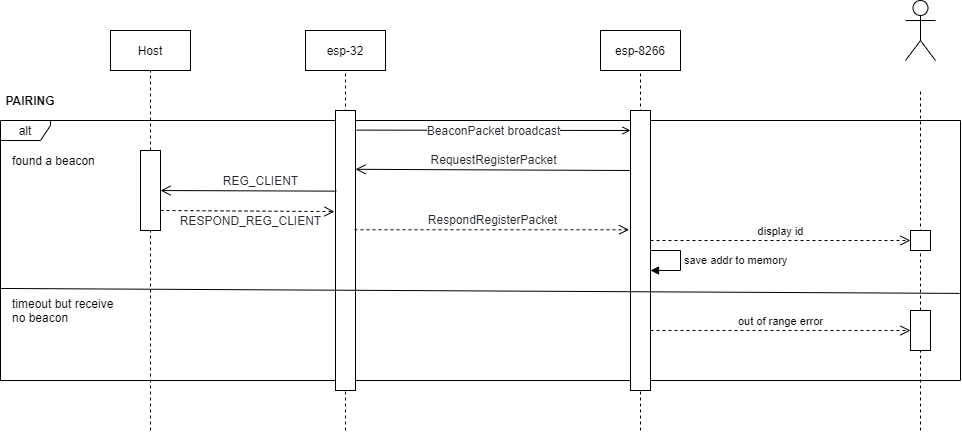 Host
esp-32
esp-8266
PAIRING
alt
BeaconPacket broadcast
found a beacon
RequestRegisterPacket
REG_CLIENT
RESPOND_REG_CLIENT
RespondRegisterPacket
display id
save addr to memory
timeout but receive
no beacon
out of range error